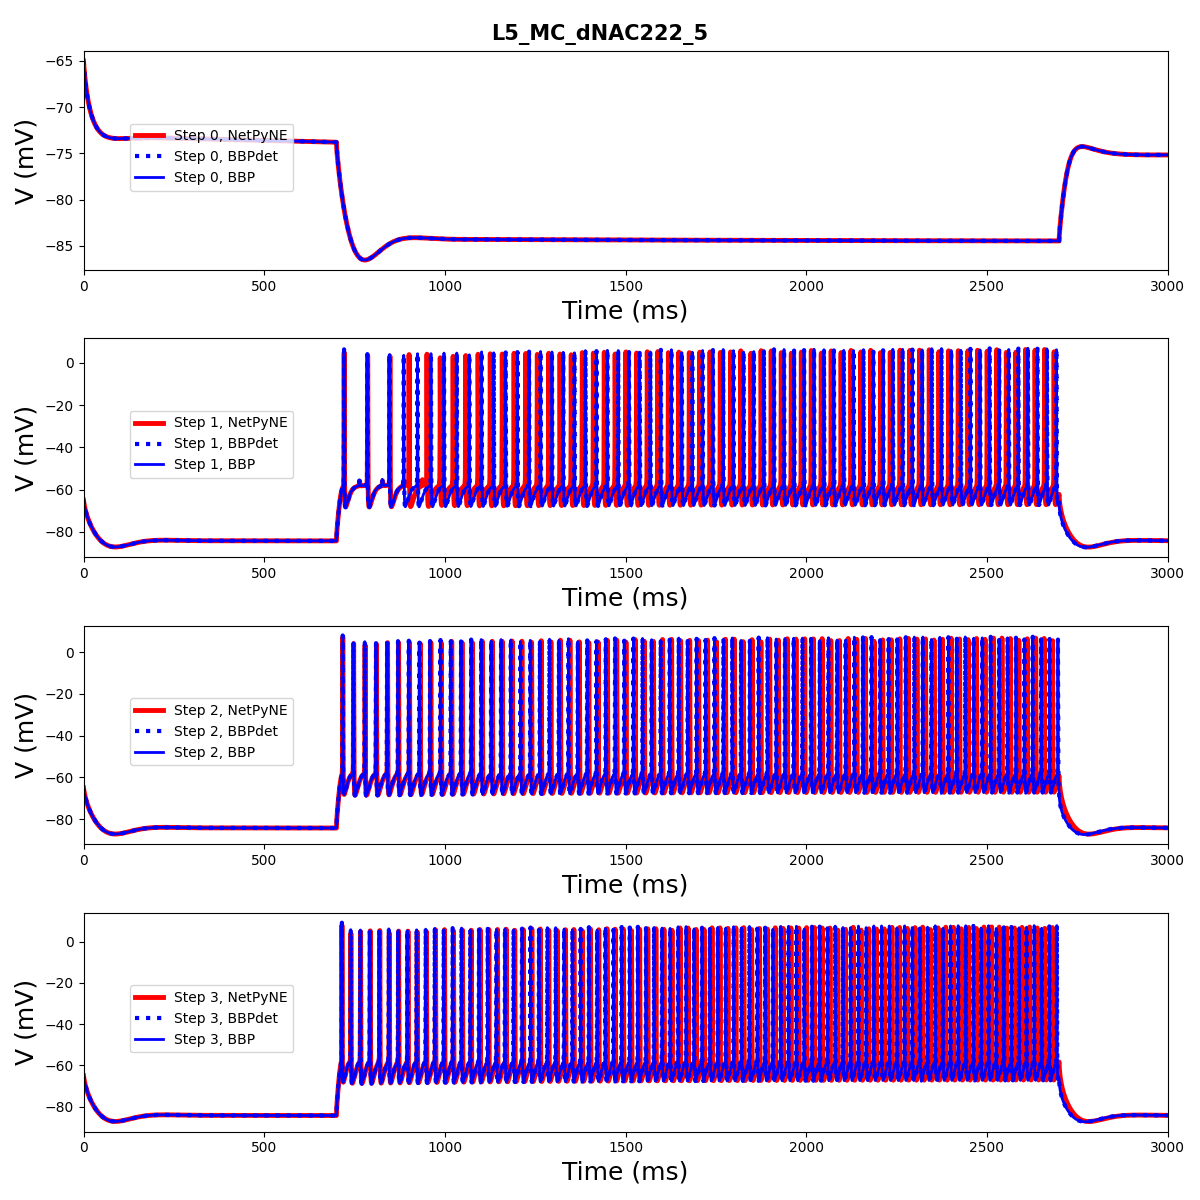 L5_MC_dNAC222_5
−65
−70
−75
−80
−85
V (mV)
Step 0, NetPyNE
Step 0, BBPdet
Step 0, BBP
0 500 1000 1500 2000 2500 3000
Time (ms)
0
−20
−40
−60
−80
V (mV)
Step 1, NetPyNE
Step 1, BBPdet
Step 1, BBP
0 500 1000 1500 2000 2500 3000
Time (ms)
0
−20
−40
−60
−80
V (mV)
Step 2, NetPyNE
Step 2, BBPdet
Step 2, BBP
0 500 1000 1500 2000 2500 3000
Time (ms)
0
−20
−40
−60
−80
V (mV)
Step 3, NetPyNE
Step 3, BBPdet
Step 3, BBP
0 500 1000 1500 2000 2500 3000
Time (ms)